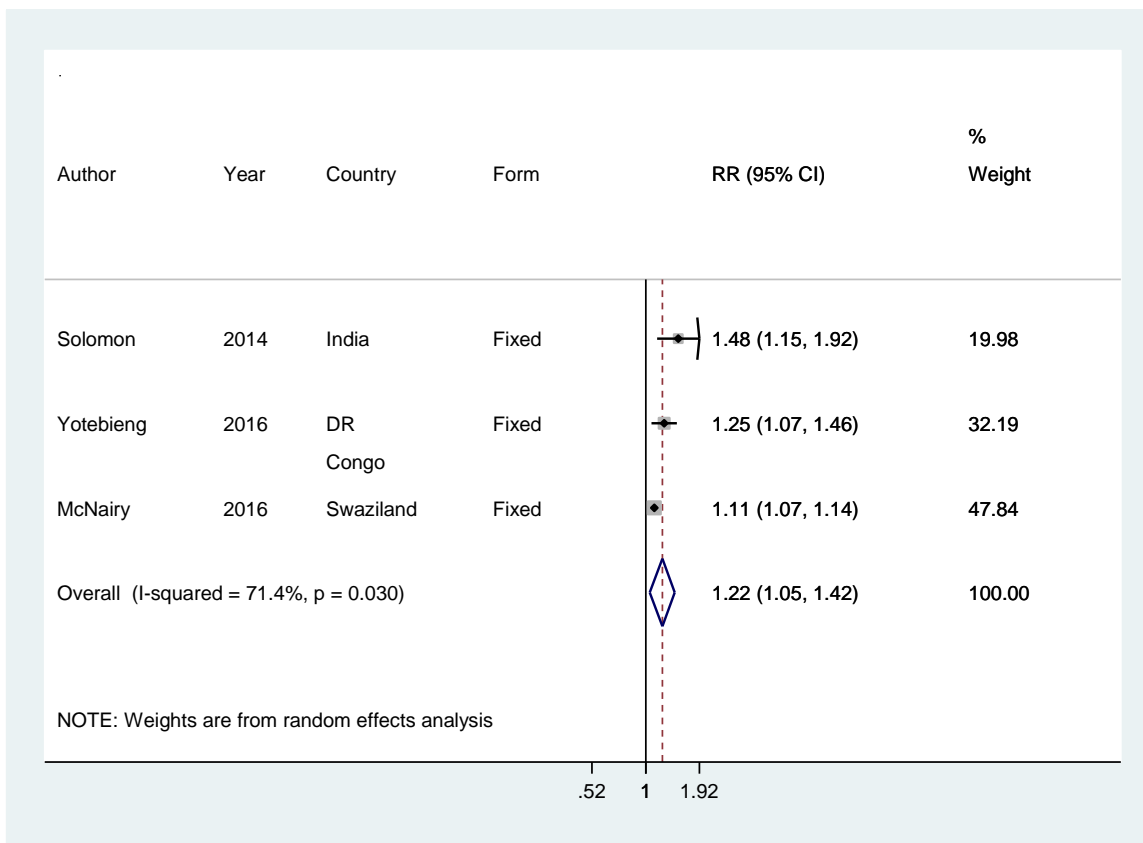 .
%
Author Year Country Form RR (95% CI) Weight
Solomon 2014 India Fixed 1.48 (1.15, 1.92) 19.98
Yotebieng 2016 DR Fixed 1.25 (1.07, 1.46) 32.19
Congo
McNairy 2016 Swaziland Fixed 1.11 (1.07, 1.14) 47.84
Overall (I-squared = 71.4%, p = 0.030) 1.22 (1.05, 1.42) 100.00
NOTE: Weights are from random effects analysis
.52 1 1.92